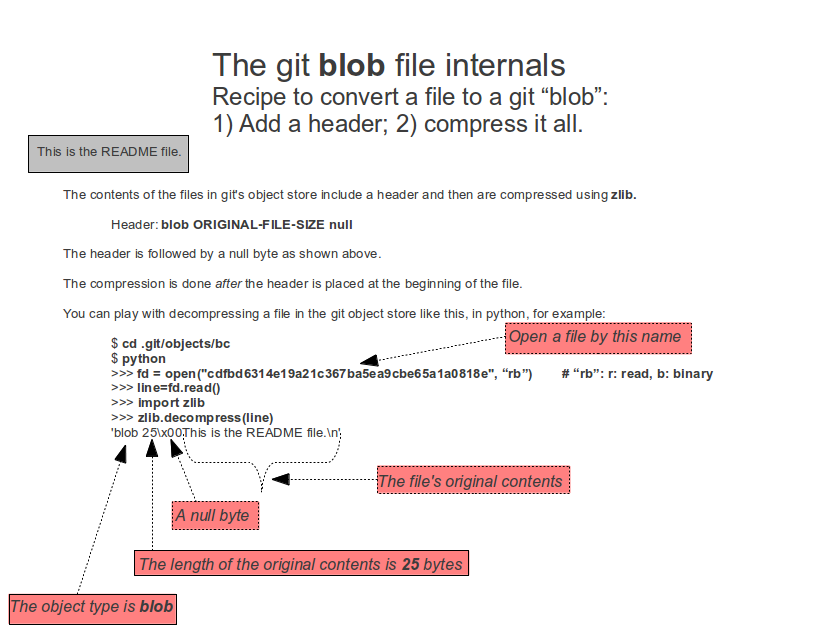 The git blob file internals
Recipe to convert a file to a git “blob”:
1) Add a header; 2) compress it all.
This is the README file.
The contents of the files in git's object store include a header and then are compressed using zlib.
Header: blob ORIGINAL-FILE-SIZE null
The header is followed by a null byte as shown above.
The compression is done after the header is placed at the beginning of the file.
You can play with decompressing a file in the git object store like this, in python, for example:
Open a file by this name
$ cd .git/objects/bc
$ python
>>> fd = open("cdfbd6314e19a21c367ba5ea9cbe65a1a0818e", “rb”) # “rb”: r: read, b: binary
>>> line=fd.read()
>>> import zlib
>>> zlib.decompress(line)
'blob 25\x00This is the README file.\n'
The file's original contents
A null byte
The length of the original contents is 25 bytes
The object type is blob